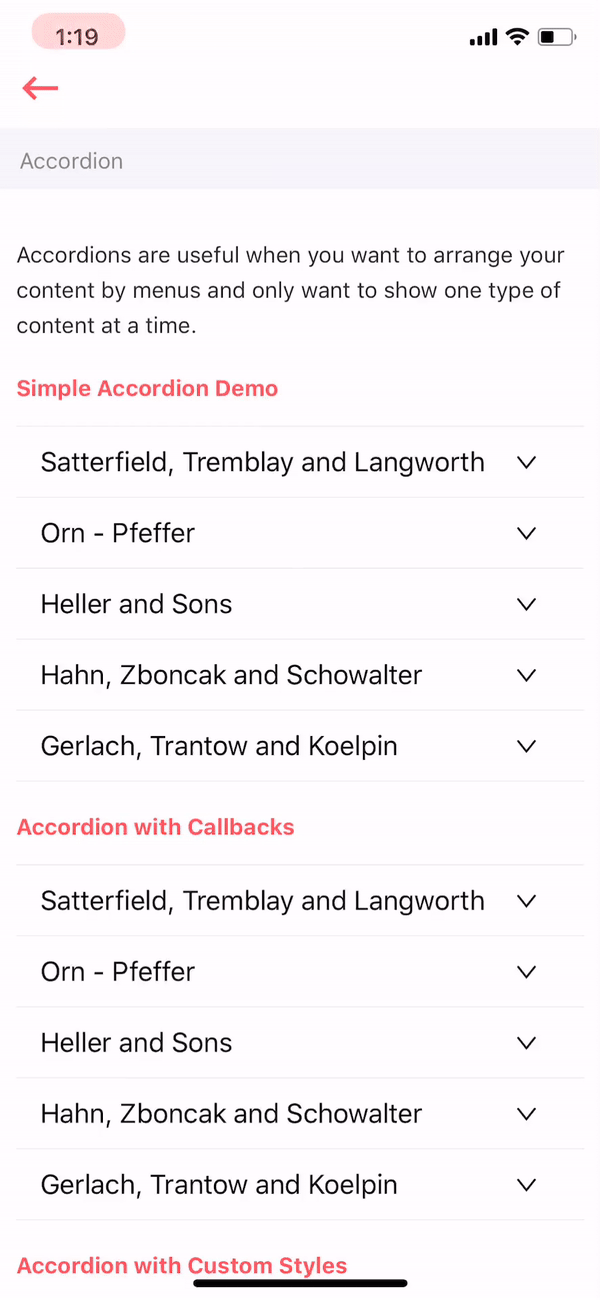 1:19
Accordion
Accordions are useful when you want to arrange your
content by menus and only want to show one type of
content at a time.
Simple Accordion Demo
Satterfield, Tremblay and Langworth
Orn - Pfeffer
Heller and Sons
Hahn, Zboncak and Schowalter
Gerlach, Trantow and Koelpin
Accordion with Callbacks
Satterfield, Tremblay and Langworth
Orn - Pfeffer
Heller and Sons
Hahn, Zboncak and Schowalter
Gerlach, Trantow and Koelpin
Accordion with Custom Styles